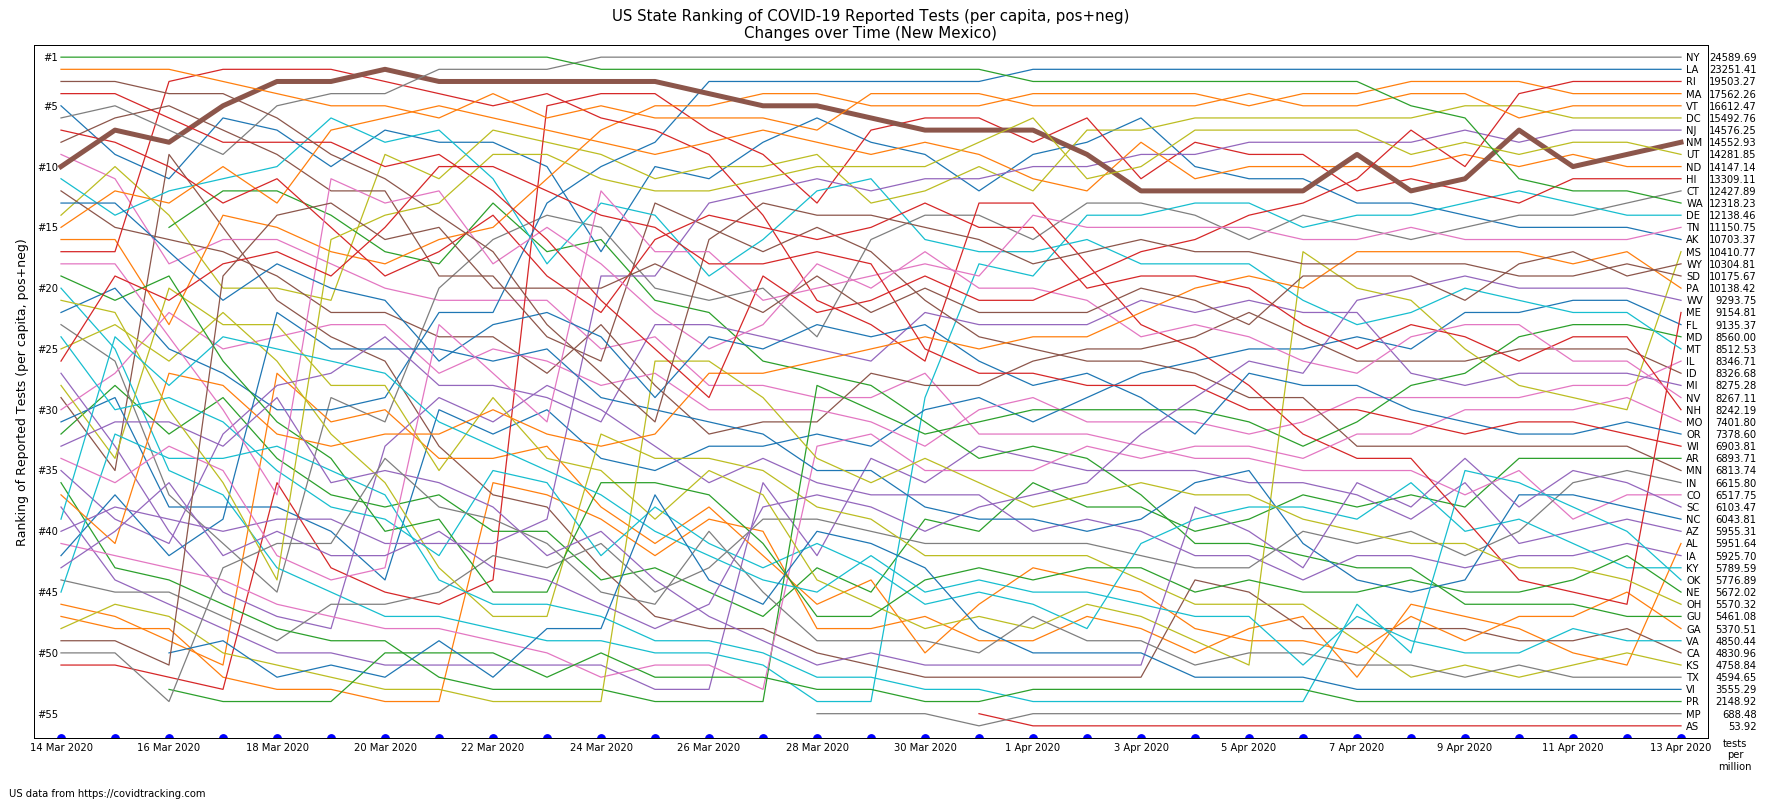 US State Ranking of COVID-19 Reported Tests (per capita, pos+neg)
Changes over Time (New Mexico)
Ranking of Reported Tests (per capita, pos+neg)
#1
#5
#10
#15
#20
#25
#30
#35
#40
#45
#50
#55
NY 24589.69
LA 23251.41
RI 19503.27
MA 17562.26
VT 16612.47
DC 15492.76
NJ 14576.25
NM 14552.93
UT 14281.85
ND 14147.14
HI 13309.11
CT 12427.89
WA 12318.23
DE 12138.46
TN 11150.75
AK 10703.37
MS 10410.77
WY 10304.81
SD 10175.67
PA 10138.42
WV 9293.75
ME 9154.81
FL 9135.37
MD 8560.00
MT 8512.53
IL 8346.71
ID 8326.68
MI 8275.28
NV 8267.11
NH 8242.19
MO 7401.80
OR 7378.60
WI 6903.81
AR 6893.71
MN 6813.74
IN 6615.80
CO 6517.75
SC 6103.47
NC 6043.81
AZ 5955.31
AL 5951.64
IA 5925.70
KY 5789.59
OK 5776.89
NE 5672.02
OH 5570.32
GU 5461.08
GA 5370.51
VA 4850.44
CA 4830.96
KS 4758.84
TX 4594.65
VI 3555.29
PR 2148.92
MP 688.48
AS 53.92
14 Mar 2020 16 Mar 2020 18 Mar 2020 20 Mar 2020 22 Mar 2020 24 Mar 2020 26 Mar 2020 28 Mar 2020 30 Mar 2020 1 Apr 2020 3 Apr 2020 5 Apr 2020 7 Apr 2020 9 Apr 2020 11 Apr 2020 13 Apr 2020
tests
per
million
US data from https://covidtracking.com